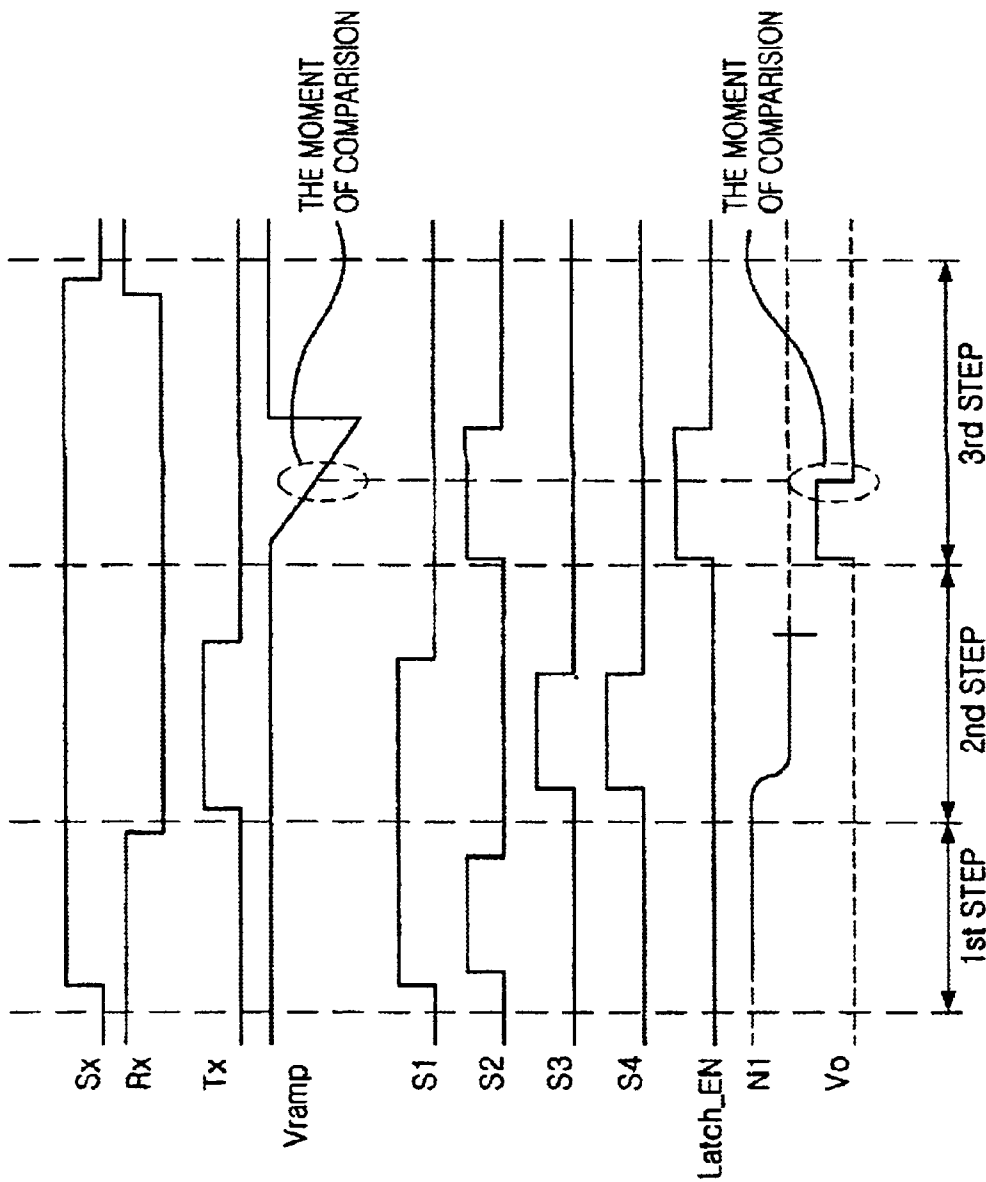 Sx
Rx
Tx
Vramp
THE MOMENT
OF COMPARISION
S1
S2
S3
S4
Latch_EN
N1
THE MOMENT
OF COMPARISION
Vo
1st STEP
2nd STEP
3rd STEP